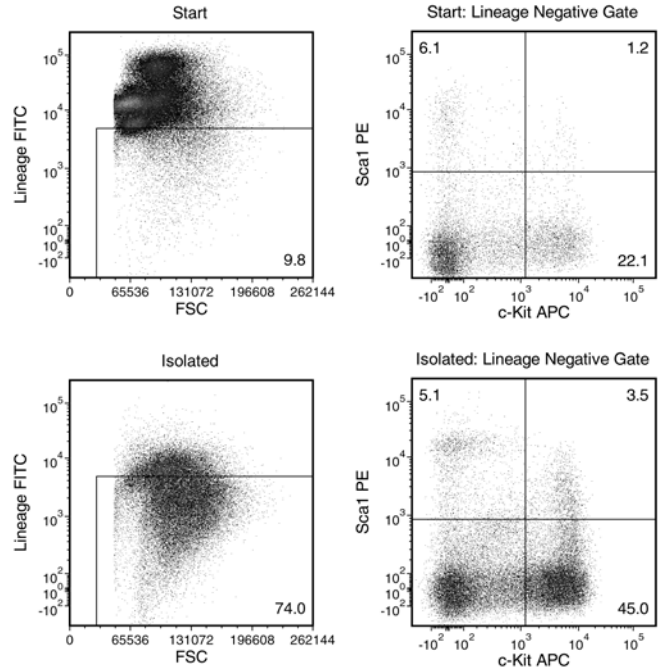 Start
Lineage FITC
10^5
10^4
10^3
10^2
10^0
-10^2
9.8
0 65536 131072 196608 262144
FSC
Start: Lineage Negative Gate
Sca1 PE
6.1 1.2
10^5
10^4
10^3
10^2
10^0
-10^2
22.1
-10^2 10^2 10^3 10^4 10^5
c-Kit APC
Isolated
Lineage FITC
10^5
10^4
10^3
10^2
10^0
-10^2
74.0
0 65536 131072 196608 262144
FSC
Isolated: Lineage Negative Gate
Sca1 PE
5.1 3.5
10^5
10^4
10^3
10^2
10^0
-10^2
45.0
-10^2 10^2 10^3 10^4 10^5
c-Kit APC